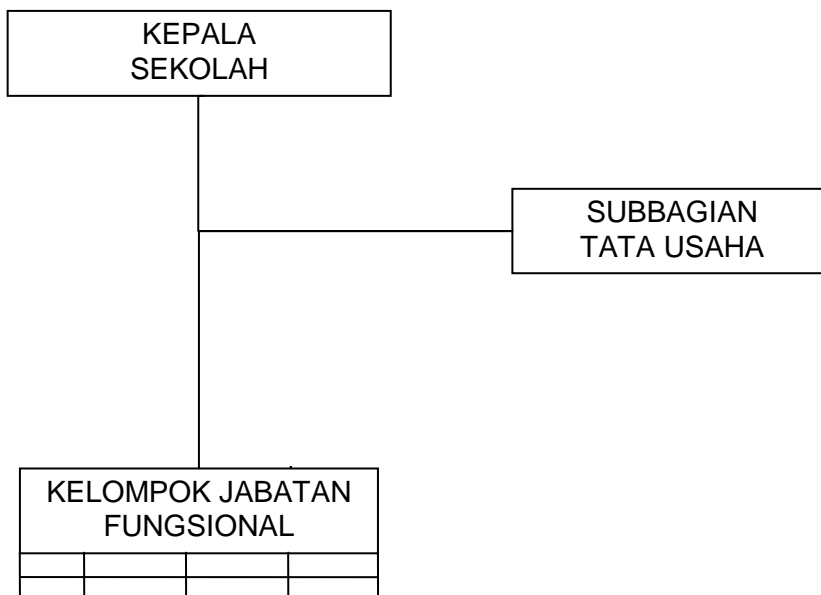 KEPALA
SEKOLAH
SUBBAGIAN
TATA USAHA
KELOMPOK JABATAN
FUNGSIONAL